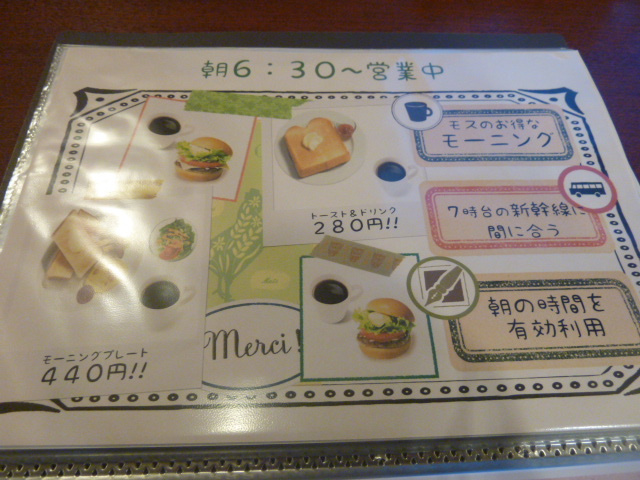 朝6：30～営業中
モスのお得な
モーニング
トースト&ドリンク
280円!!
7時台の新幹線に
間に合う
朝の時間を
有効利用
Merci!
モーニングプレート
440円!!